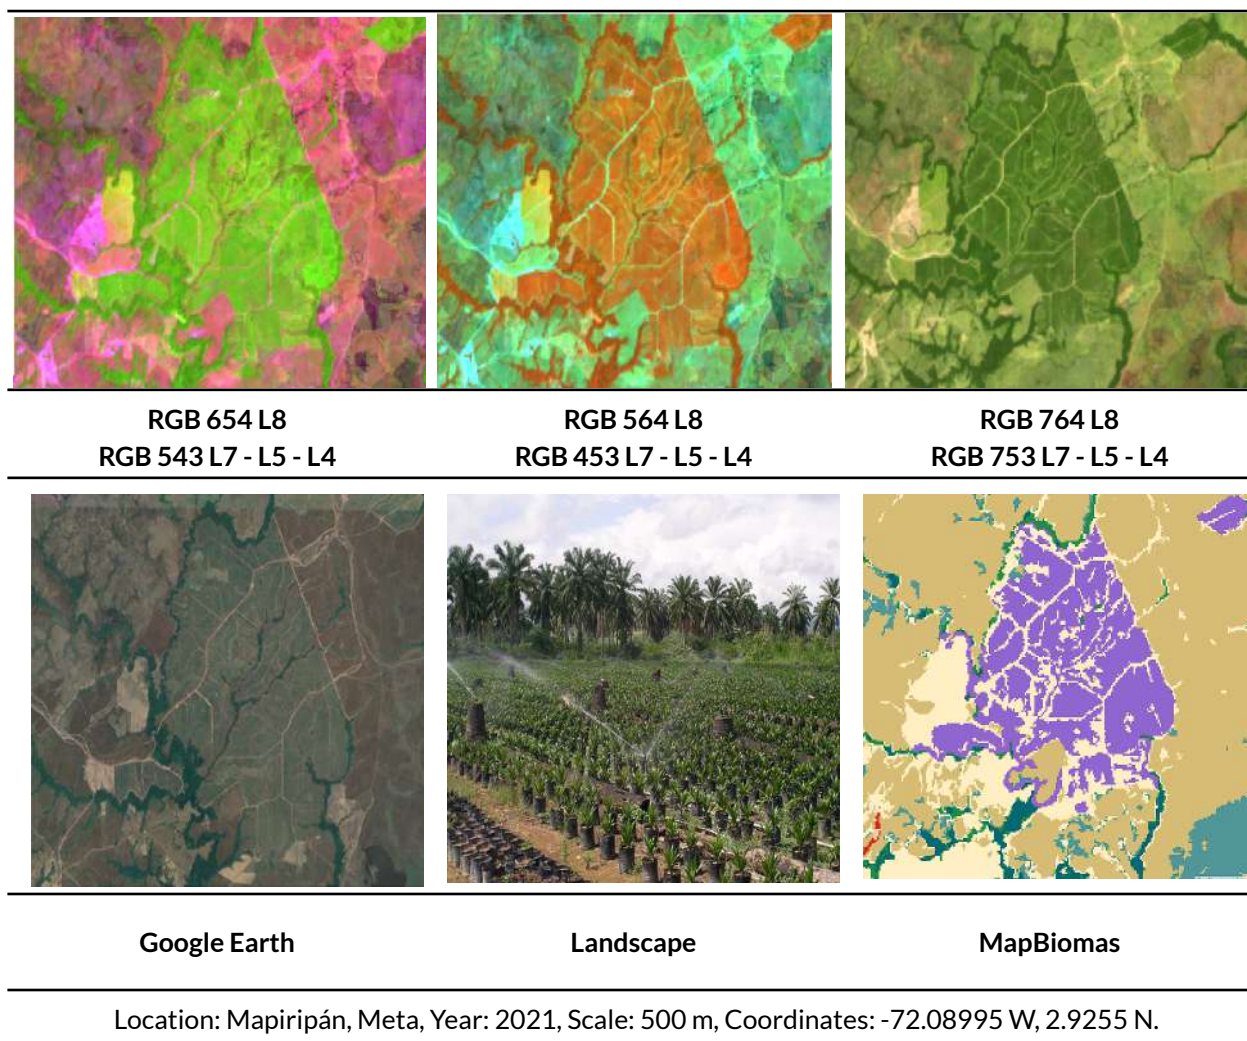 RGB 654 L8
RGB 543 L7 - L5 - L4
RGB 564 L8
RGB 453 L7 - L5 - L4
RGB 764 L8
RGB 753 L7 - L5 - L4
Google Earth
Landscape
MapBiomas
Location: Mapiripán, Meta, Year: 2021, Scale: 500 m, Coordinates: -72.08995 W, 2.9255 N.